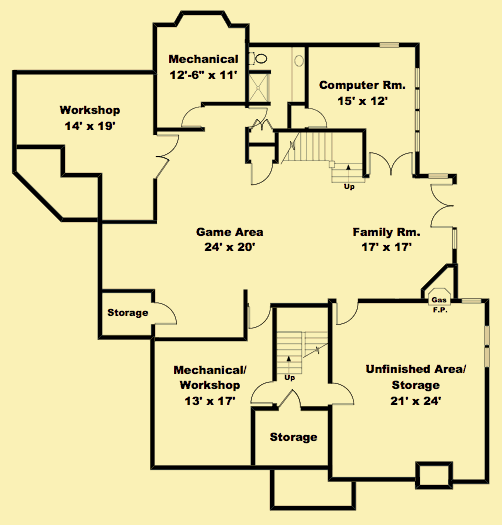 Mechanical
12'-6" x 11'
Computer Rm.
15' x 12'
Workshop
14' x 19'
Up
Game Area
24' x 20'
Family Rm.
17' x 17'
Gas
F.P.
Storage
Mechanical/
Workshop
13' x 17'
Up
Unfinished Area/
Storage
21' x 24'
Storage